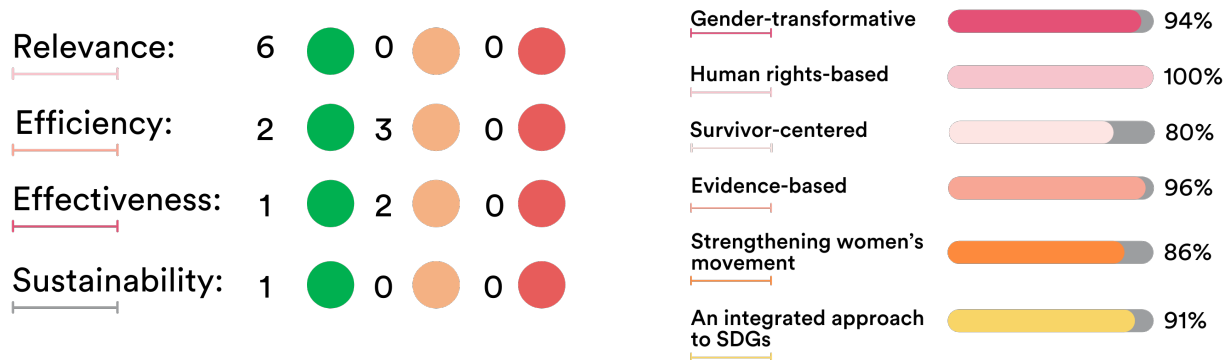 Relevance: 6 0 0
Efficiency: 2 3 0
Effectiveness: 1 2 0
Sustainability: 1 0 0
Gender-transformative 94%
Human rights-based 100%
Survivor-centered 80%
Evidence-based 96%
Strengthening women’s
movement 86%
An integrated approach
to SDGs 91%